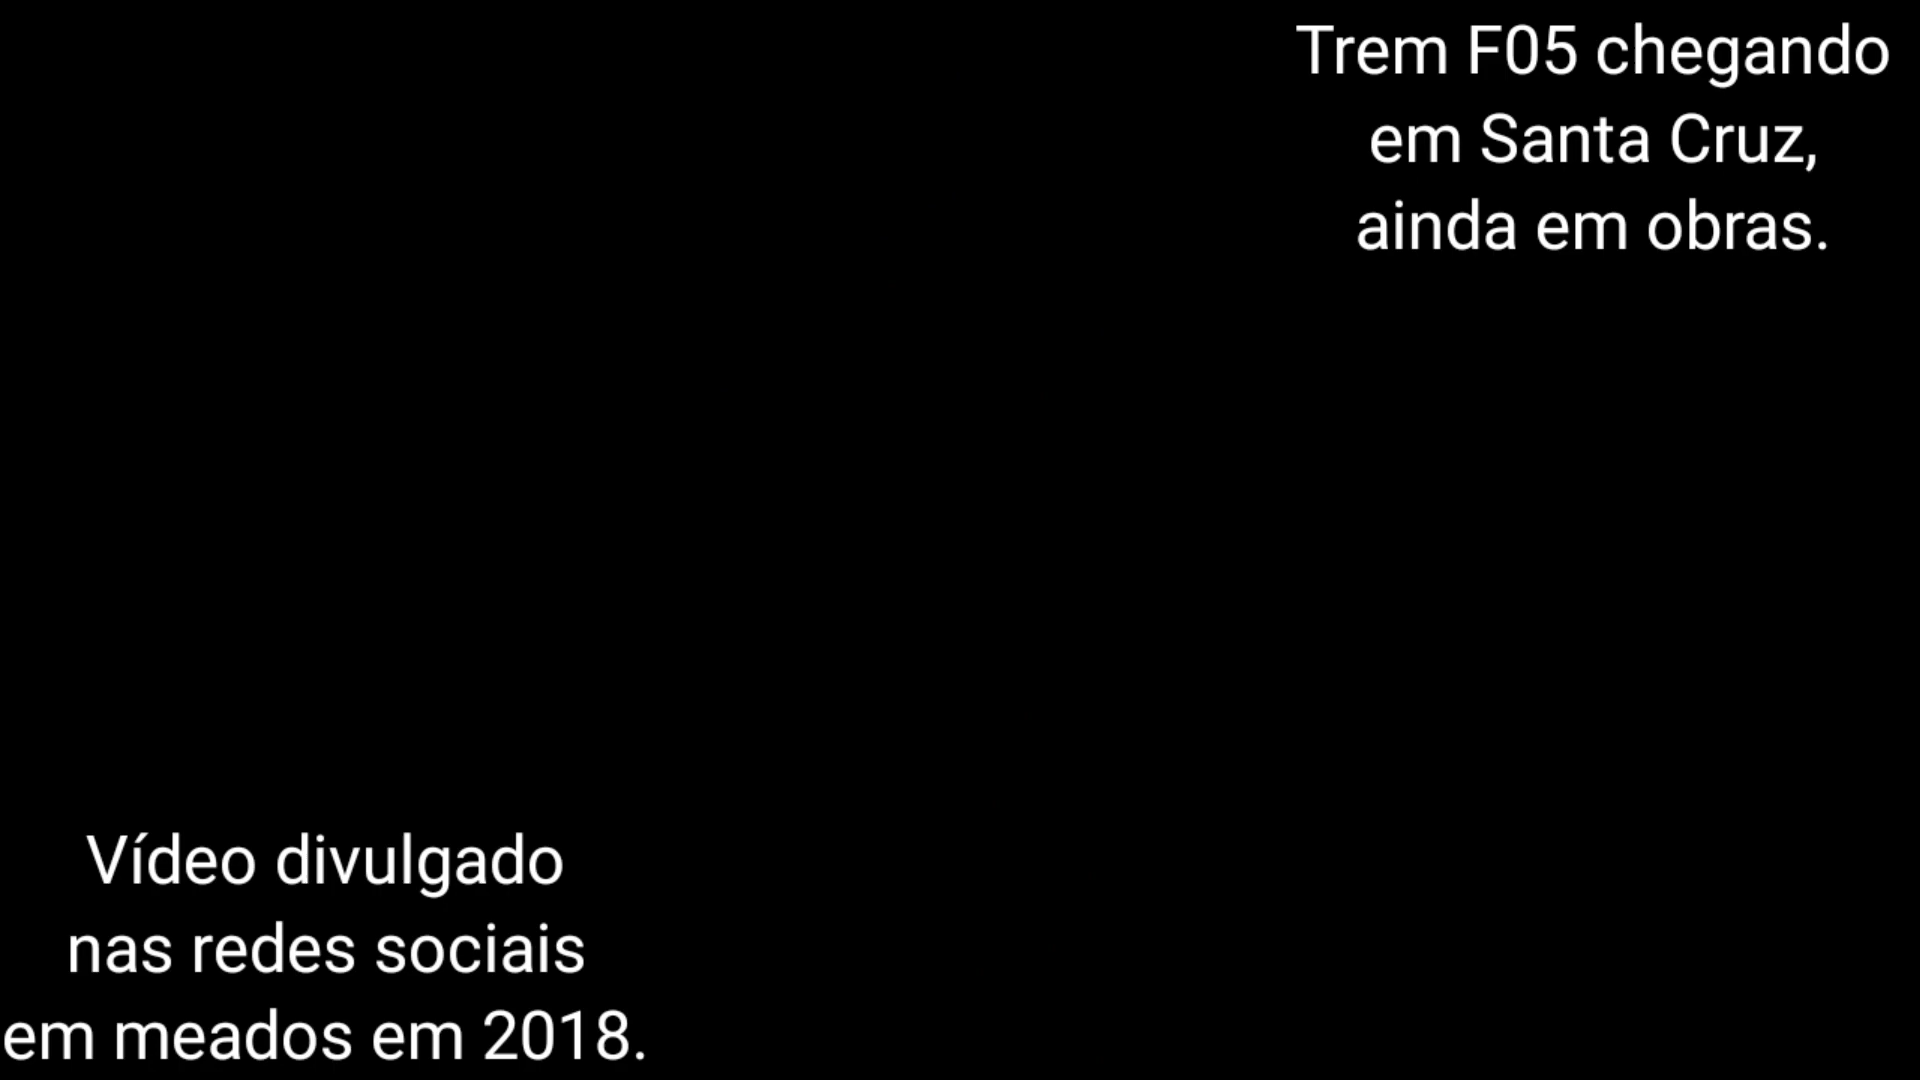 Trem F05 chegando
em Santa Cruz,
ainda em obras.
Vídeo divulgado
nas redes sociais
em meados em 2018.